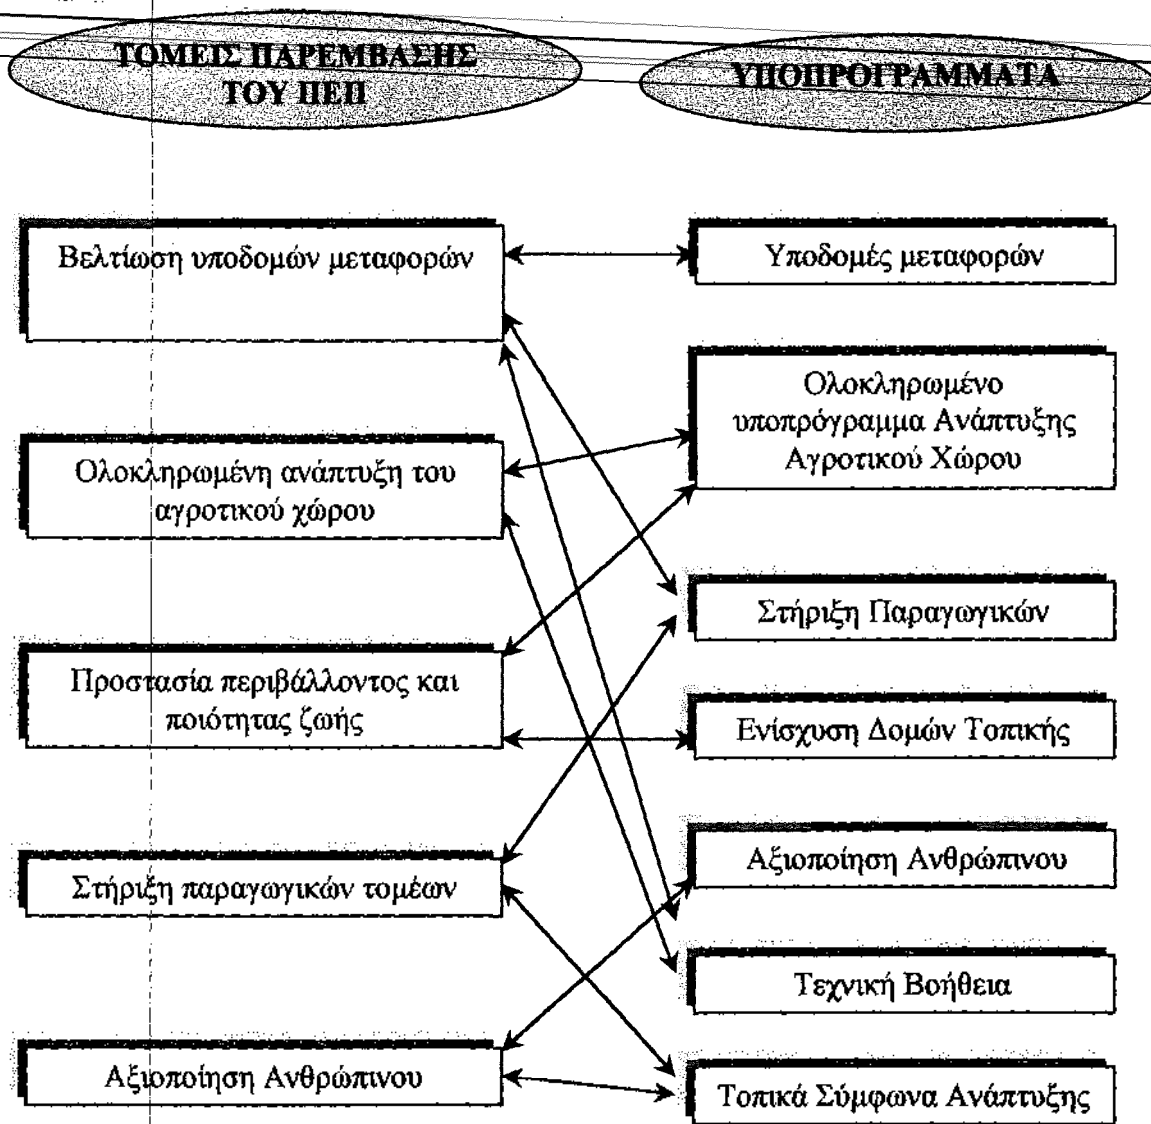 ΤΟΜΕΙΣ ΠΑΡΕΜΒΑΣΗΣ
ΤΟΥ ΠΕΠ
ΥΠΟΠΡΟΓΡΑΜΜΑΤΑ
Βελτίωση υποδομών μεταφορών
Υποδομές μεταφορών
Ολοκληρωμένο
υποπρόγραμμα Ανάπτυξης
Αγροτικού Χώρου
Ολοκληρωμένη ανάπτυξη του
αγροτικού χώρου
Στήριξη Παραγωγικών
Προστασία περιβάλλοντος και
ποιότητας ζωής
Ενίσχυση Δομών Τοπικής
Στήριξη παραγωγικών τομέων
Αξιοποίηση Ανθρώπινου
Τεχνική Βοήθεια
Αξιοποίηση Ανθρώπινου
Τοπικά Σύμφωνα Ανάπτυξης